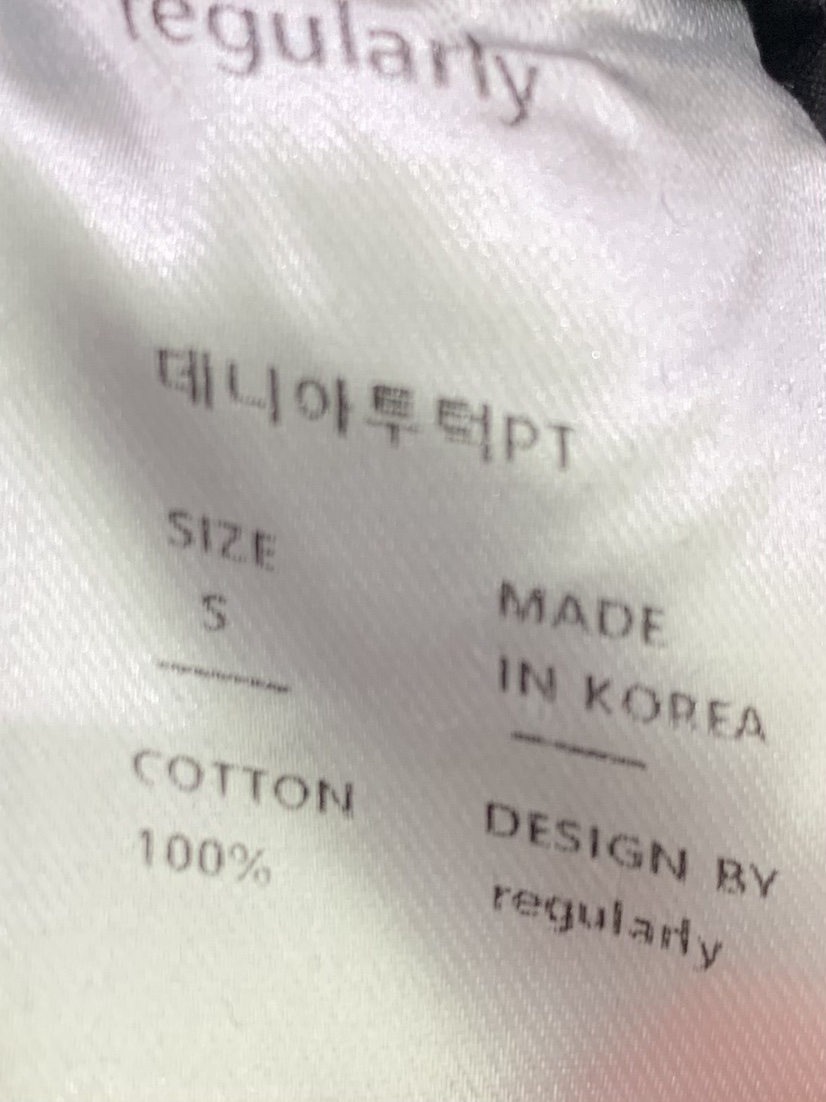 regularly
데니아투턱PT
SIZE
S
COTTON
100%
MADE
IN KOREA
DESIGN BY
regularly